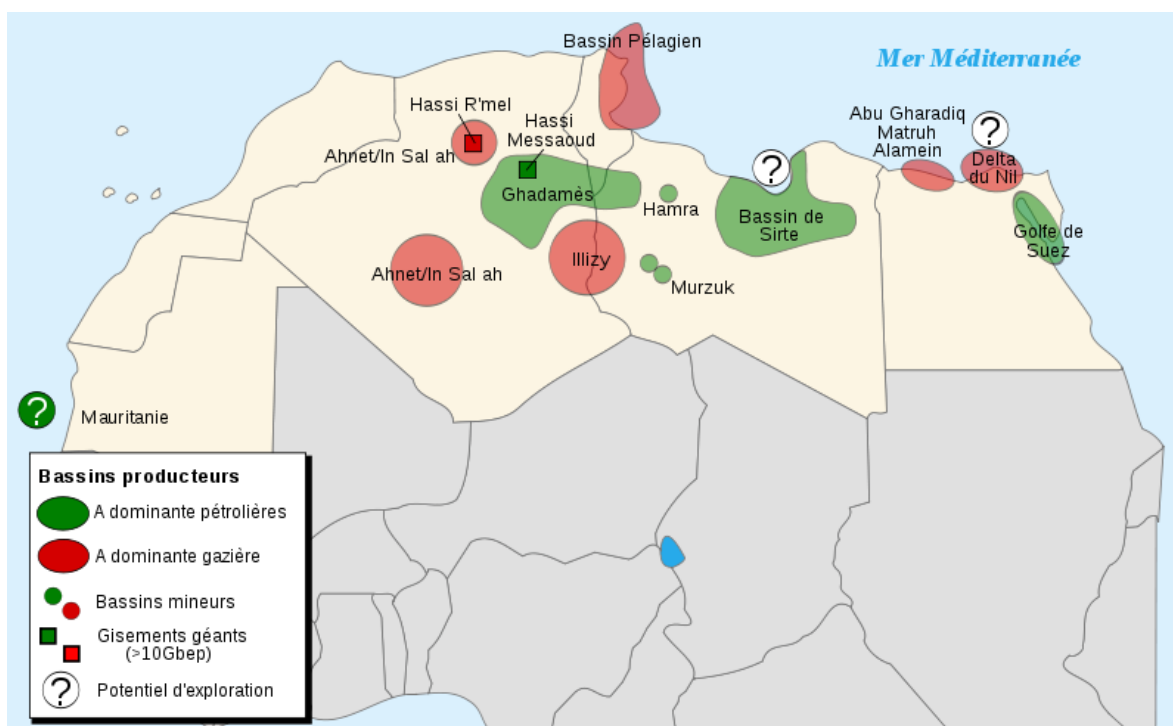 Bassin Pélagien
Mer Méditerranée
Hassi R'mel
Hassi
Messaoud
Abu Gharadiq
Matruh
Alamein
?
?
Ahnet/In Sal ah
Delta
du Nil
Ghadamès
Hamra
Bassin de
Sirte
Golfe de
Suez
Illizy
Ahnet/In Sal ah
Murzuk
?
Mauritanie
Bassins producteurs
A dominante pétrolières
A dominante gazière
Bassins mineurs
Gisements géants
(>10Gbep)
? Potentiel d'exploration